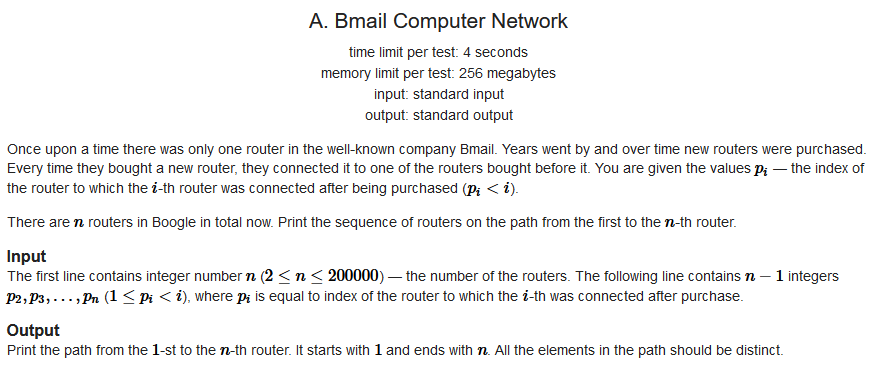 A. Bmail Computer Network
time limit per test: 4 seconds
memory limit per test: 256 megabytes
input: standard input
output: standard output
Once upon a time there was only one router in the well-known company Bmail. Years went by and over time new routers were purchased.
Every time they bought a new router, they connected it to one of the routers bought before it. You are given the values p_i — the index of
the router to which the i-th router was connected after being purchased (p_i < i).
There are n routers in Boogle in total now. Print the sequence of routers on the path from the first to the n-th router.
Input
The first line contains integer number n (2 ≤ n ≤ 200000) — the number of the routers. The following line contains n − 1 integers
p_2, p_3, . . . , p_n (1 ≤ p_i < i), where p_i is equal to index of the router to which the i-th was connected after purchase.
Output
Print the path from the 1-st to the n-th router. It starts with 1 and ends with n. All the elements in the path should be distinct.